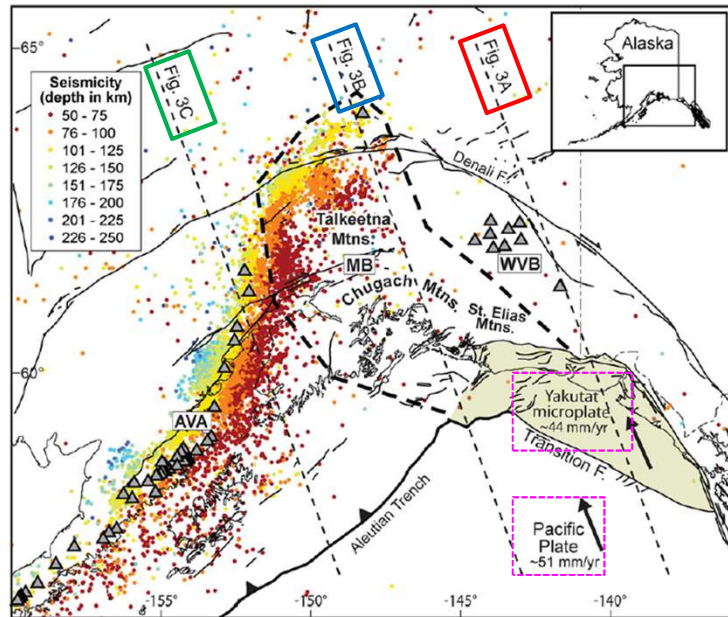 65°
Fig. 3C
Fig. 3B
Fig. 3A
Alaska
Seismicity
(depth in km)
50 - 75
76 - 100
101 - 125
126 - 150
151 - 175
176 - 200
201 - 225
226 - 250
Denali F.
Talkeetna
Mtns.
MB
WVB
Chugach Mtns.
St. Elias
Mtns.
60°
Yakutat
microplate
~44 mm/yr
AVA
Transition F.
Aleutian Trench
Pacific
Plate
~51 mm/yr
-155°
-150°
-145°
-140°